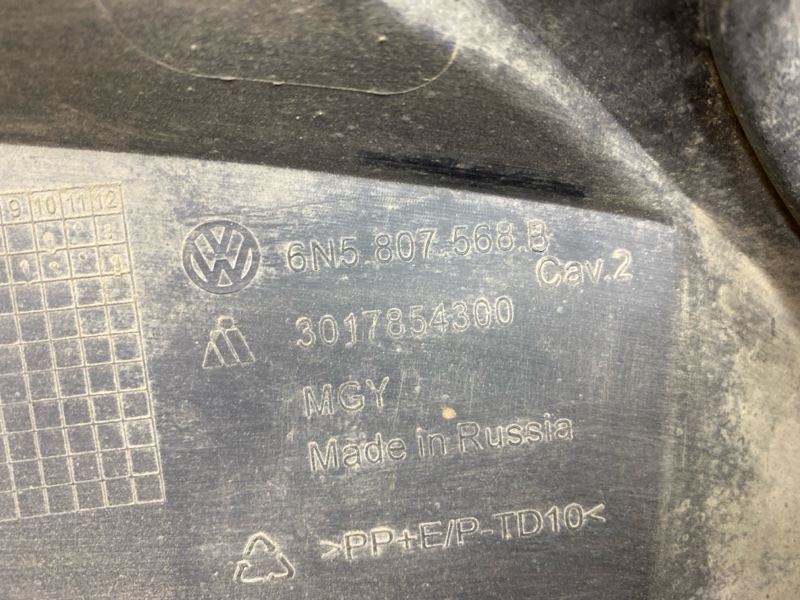 9 10 11 12
6N5.807.568.B
Cav.2
3017854300
MGY
Made in Russia
>PP+E/P-TD10<